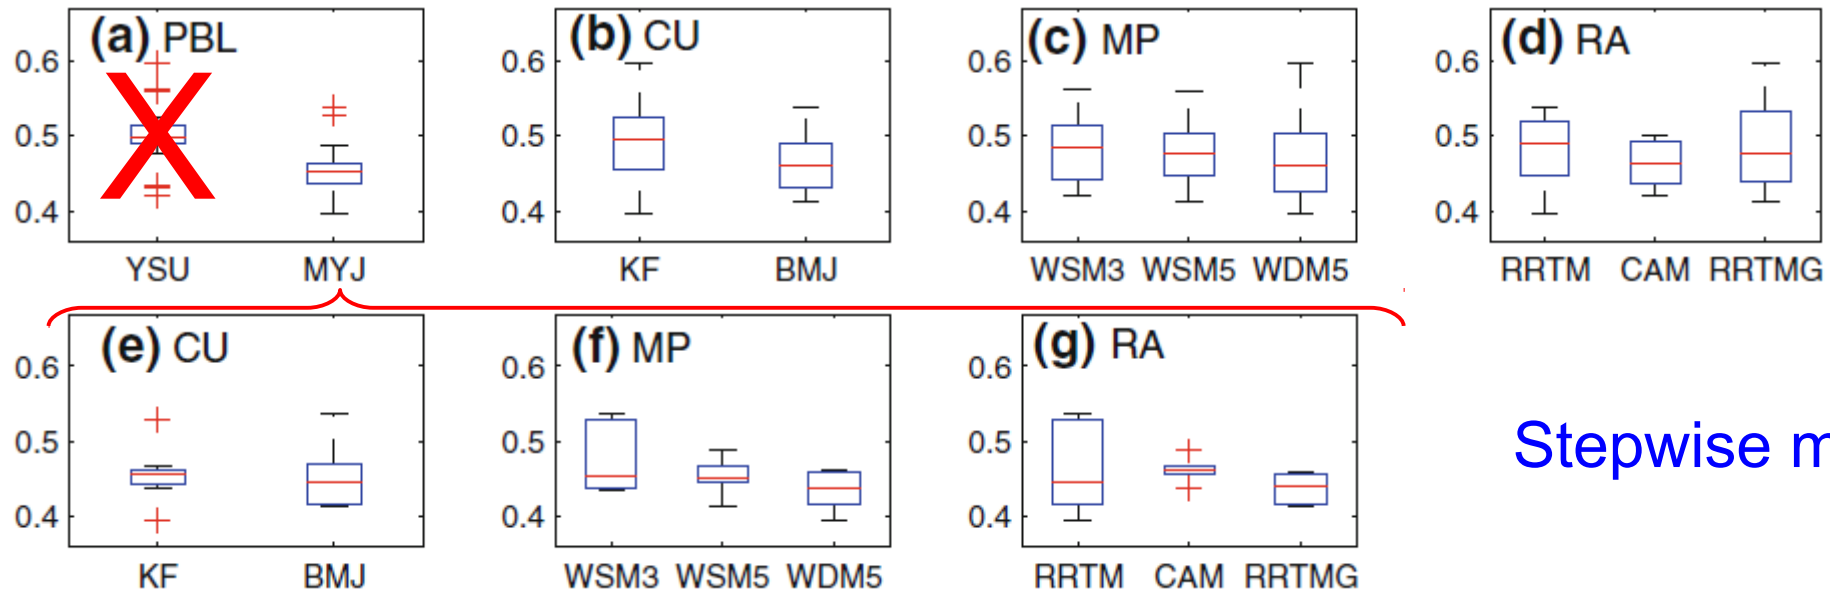 (a) PBL
0.6
0.5
0.4
YSU MYJ
(b) CU
0.6
0.5
0.4
KF BMJ
(c) MP
0.6
0.5
0.4
WSM3 WSM5 WDM5
(d) RA
0.6
0.5
0.4
RRTM CAM RRTMG
X
(e) CU
0.6
0.5
0.4
KF BMJ
(f) MP
0.6
0.5
0.4
WSM3 WSM5 WDM5
(g) RA
0.6
0.5
0.4
RRTM CAM RRTMG
Stepwise